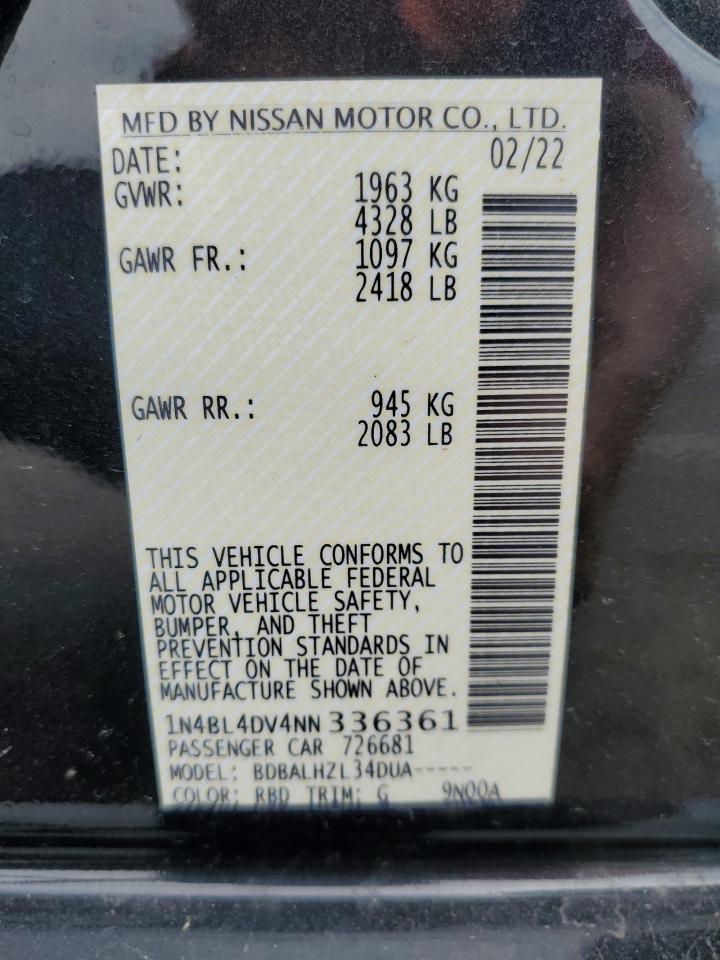 MFD BY NISSAN MOTOR CO., LTD.
DATE: 02/22
GVWR: 1963 KG
4328 LB
GAWR FR.: 1097 KG
2418 LB
GAWR RR.: 945 KG
2083 LB
THIS VEHICLE CONFORMS TO
ALL APPLICABLE FEDERAL
MOTOR VEHICLE SAFETY,
BUMPER, AND THEFT
PREVENTION STANDARDS IN
EFFECT ON THE DATE OF
MANUFACTURE SHOWN ABOVE.
1N4BL4DV4NN336361
PASSENGER CAR 726681
MODEL: BDBALHZL34DUA-----
COLOR: RBD TRIM: G 9N00A